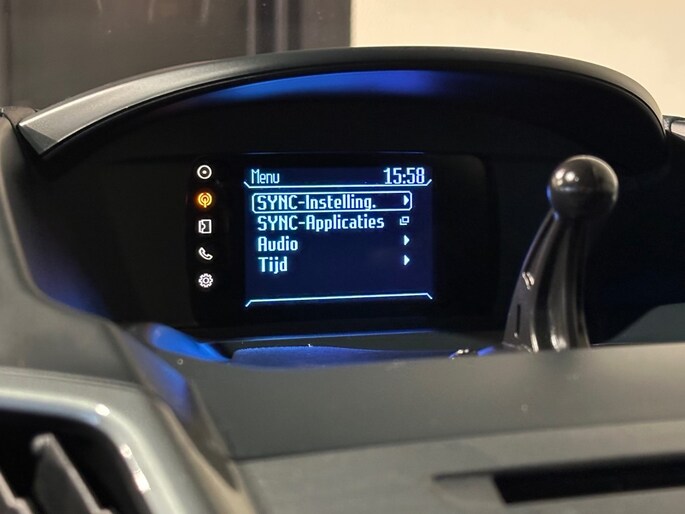 Menu 15:58
SYNC-Instelling.
SYNC-Applicaties
Audio
Tijd